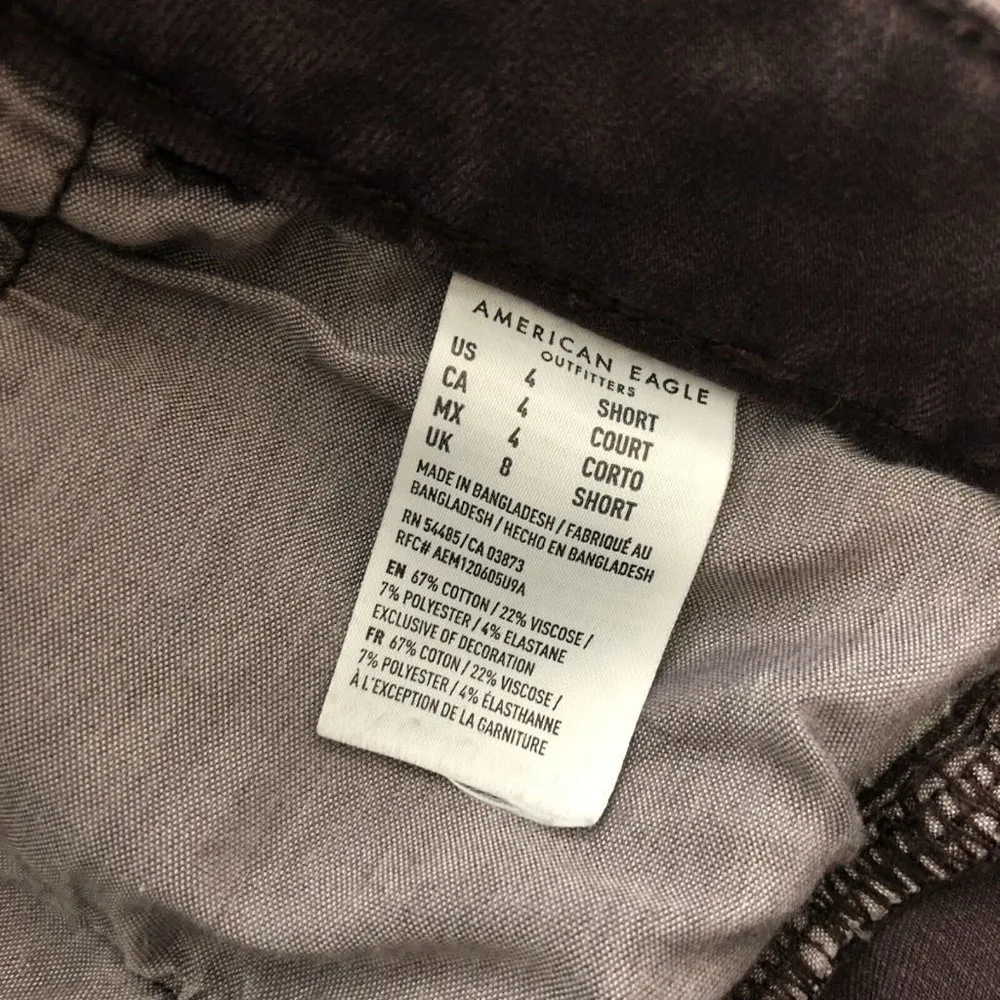 AMERICAN EAGLE
OUTFITTERS
US 4 SHORT
CA 4 COURT
MX 4 CORTO
UK 8 SHORT
MADE IN BANGLADESH / FABRIQUÉ AU
BANGLADESH / HECHO EN BANGLADESH
RN 54485/CA 03873
RFC# AEM120605U9A
EN 67% COTTON / 22% VISCOSE /
7% POLYESTER / 4% ELASTANE
EXCLUSIVE OF DECORATION
FR 67% COTON / 22% VISCOSE /
7% POLYESTER / 4% ÉLASTHANNE
À L'EXCEPTION DE LA GARNITURE